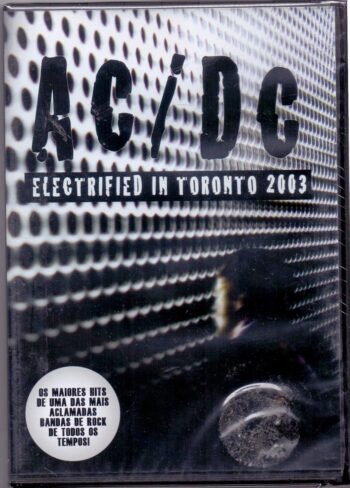 AC/DC
ELECTRIFIED IN TORONTO 2003
OS MAIORES HITS
DE UMA DAS MAIS
ACLAMADAS
BANDAS DE ROCK
DE TODOS OS
TEMPOS!